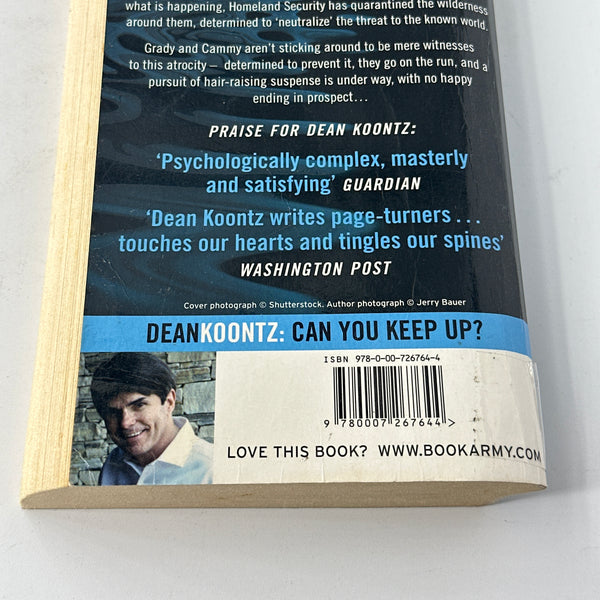 what is happening, Homeland Security has quarantined the wilderness
around them, determined to ‘neutralize’ the threat to the known world.
Grady and Cammy aren’t sticking around to be mere witnesses
to this atrocity – determined to prevent it, they go on the run, and a
pursuit of hair-raising suspense is under way, with no happy
ending in prospect...
PRAISE FOR DEAN KOONTZ:
‘Psychologically complex, masterly
and satisfying’ GUARDIAN
‘Dean Koontz writes page-turners...
touches our hearts and tingles our spines’
WASHINGTON POST
Cover photograph © Shutterstock. Author photograph © Jerry Bauer
DEANKOONTZ: CAN YOU KEEP UP?
ISBN 978-0-00-726764-4
9 780007 267644 >
LOVE THIS BOOK? WWW.BOOKARMY.COM